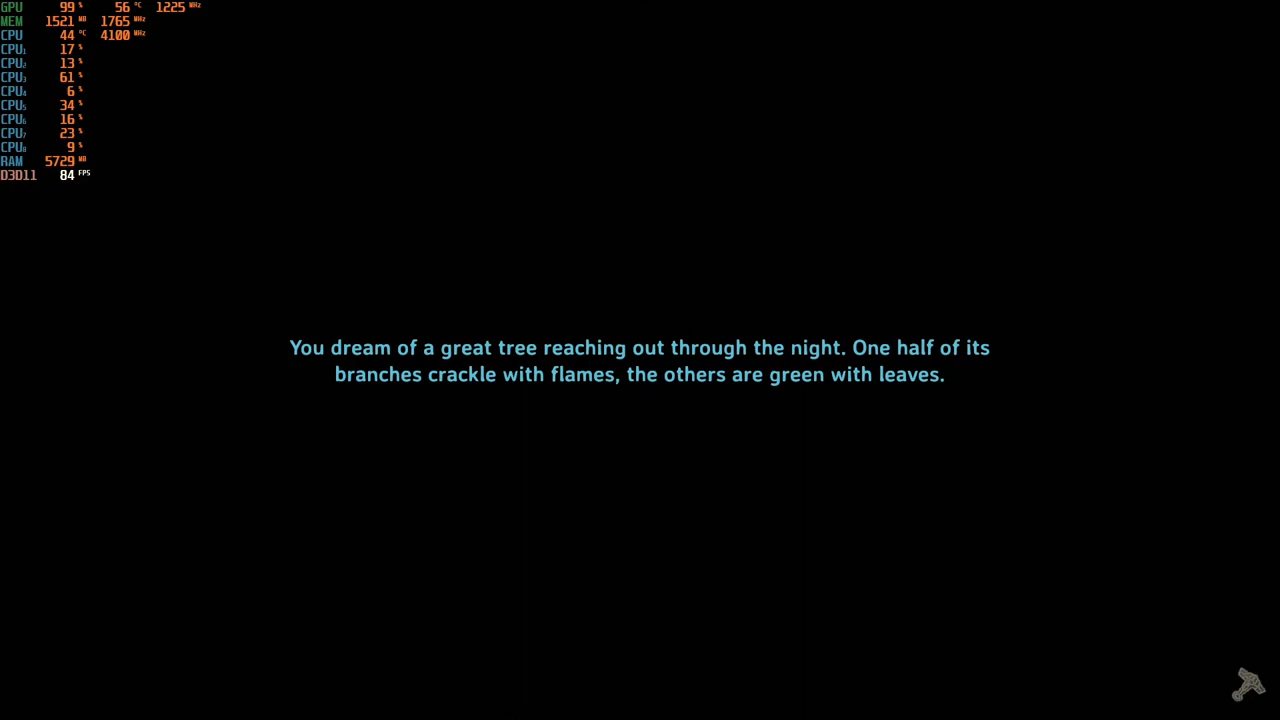 GPU 99 % 56 °C 1225 MHz
MEM 1521 MB 1765 MHz
CPU 44 °C 4100 MHz
CPU1 17 %
CPU2 13 %
CPU3 61 %
CPU4 6 %
CPU5 34 %
CPU6 16 %
CPU7 23 %
CPU8 9 %
RAM 5729 MB
D3D11 84 FPS
You dream of a great tree reaching out through the night. One half of its
branches crackle with flames, the others are green with leaves.